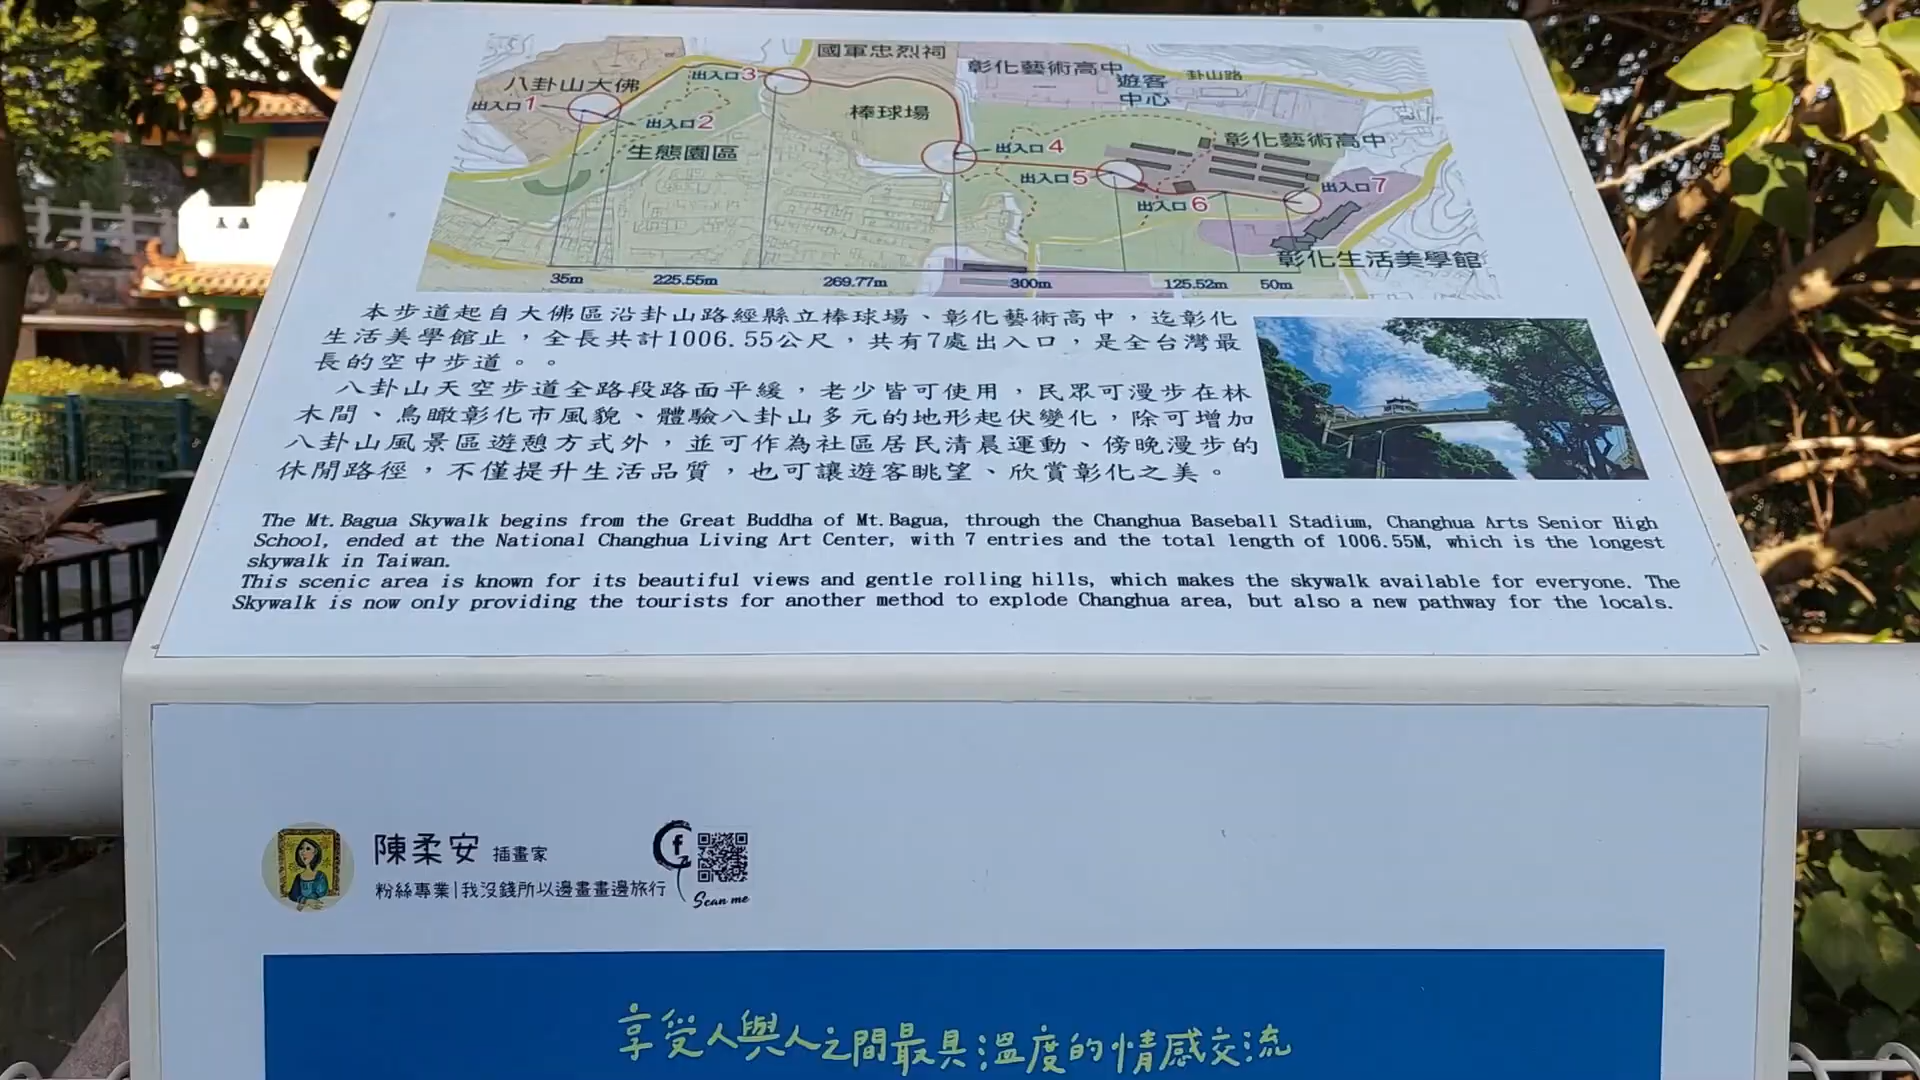 國軍忠烈祠
彰化藝術高中
遊客
中心
卦山路
八卦山大佛
出入口3
出入口1
棒球場
出入口2
生態園區
出入口4
彰化藝術高中
出入口5
出入口7
出入口6
彰化生活美學館
35m 225.55m 269.77m 300m 125.52m 50m
本步道起自大佛區沿卦山路經縣立棒球場、彰化藝術高中，迄彰化
生活美學館止，全長共計1006.55公尺，共有7處出入口，是全台灣最
長的空中步道。。
八卦山天空步道全路段路面平緩，老少皆可使用，民眾可漫步在林
木間、鳥瞰彰化市風貌、體驗八卦山多元的地形起伏變化，除可增加
八卦山風景區遊憩方式外，並可作為社區居民清晨運動、傍晚漫步的
休閒路徑，不僅提升生活品質，也可讓遊客眺望、欣賞彰化之美。
The Mt.Bagua Skywalk begins from the Great Buddha of Mt.Bagua, through the Changhua Baseball Stadium, Changhua Arts Senior High
School, ended at the National Changhua Living Art Center, with 7 entries and the total length of 1006.55M, which is the longest
skywalk in Taiwan.
This scenic area is known for its beautiful views and gentle rolling hills, which makes the skywalk available for everyone. The
Skywalk is now only providing the tourists for another method to explode Changhua area, but also a new pathway for the locals.
陳柔安 插畫家
粉絲專業|我沒錢所以邊畫畫邊旅行
Scan me
享受人與人之間最具溫度的情感交流